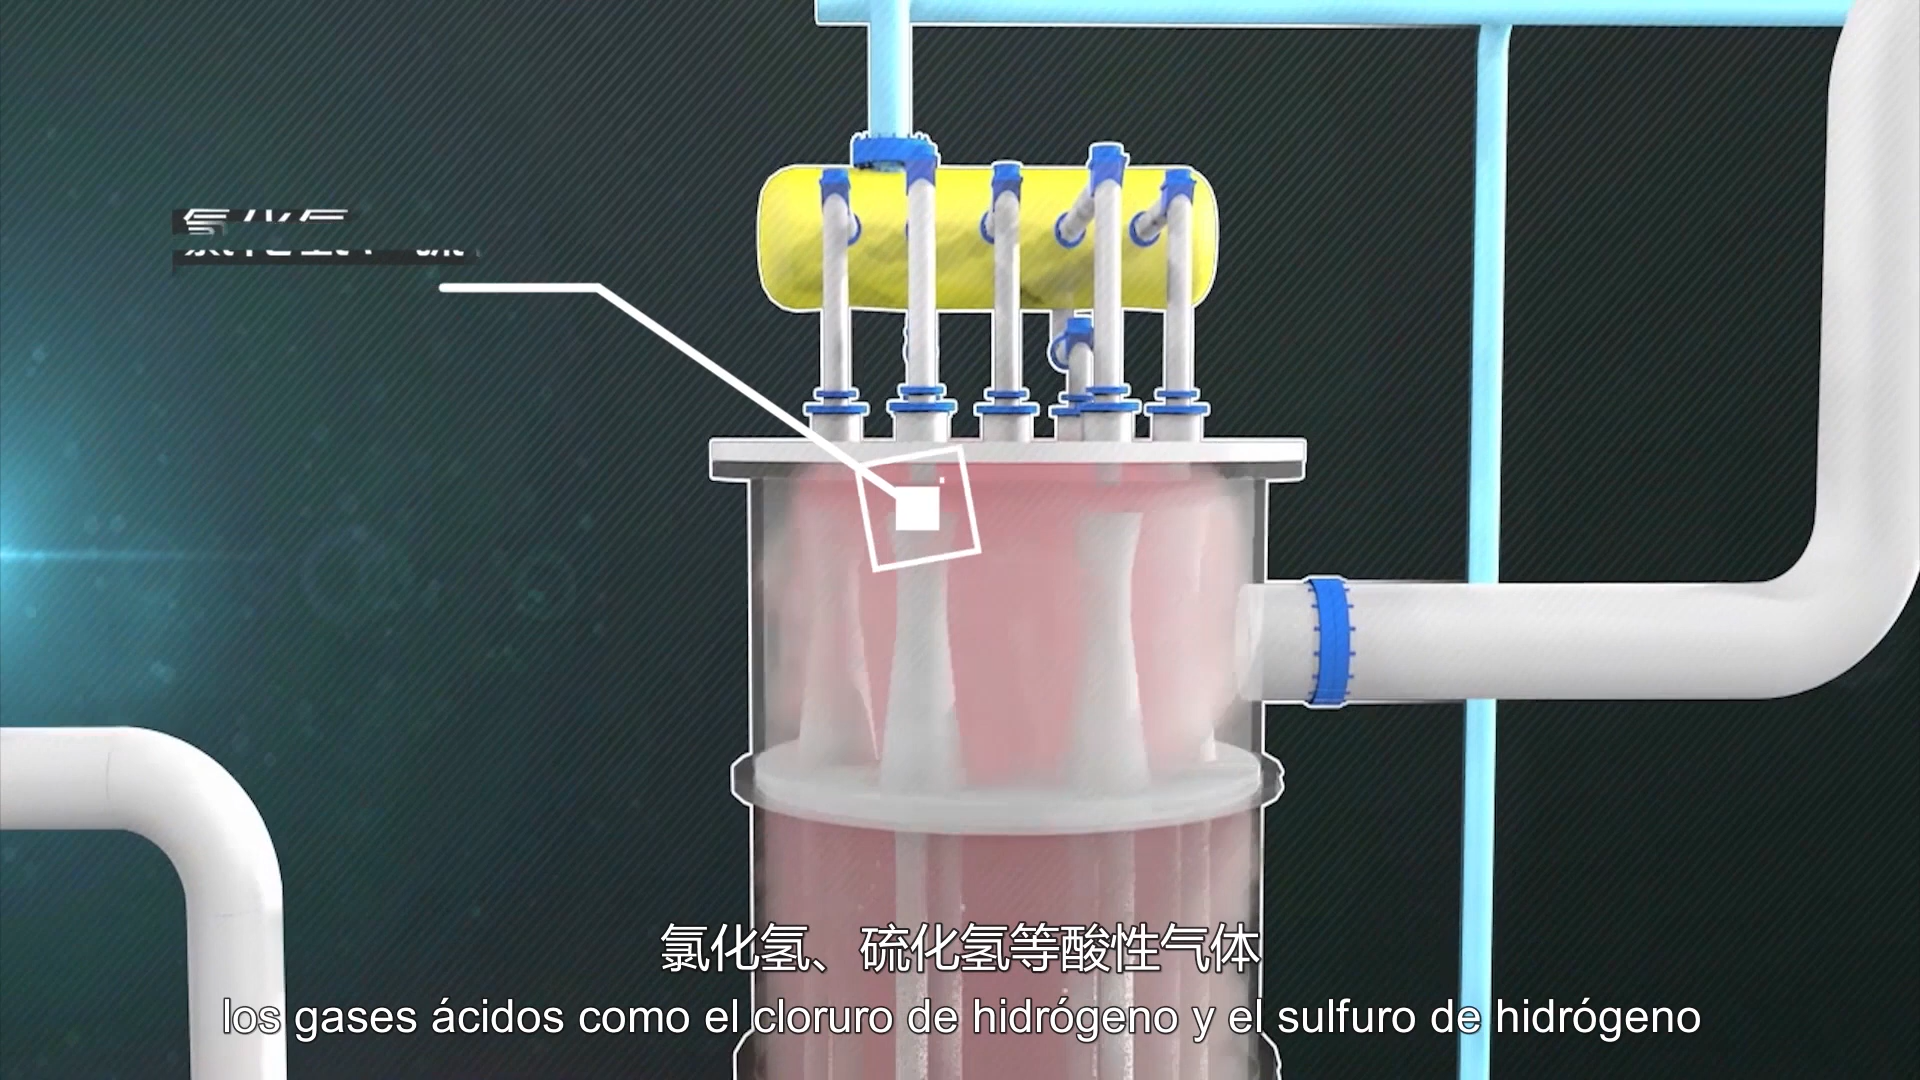 氯化氢、硫化氢等酸性气体
los gases ácidos como el cloruro de hidrógeno y el sulfuro de hidrógeno